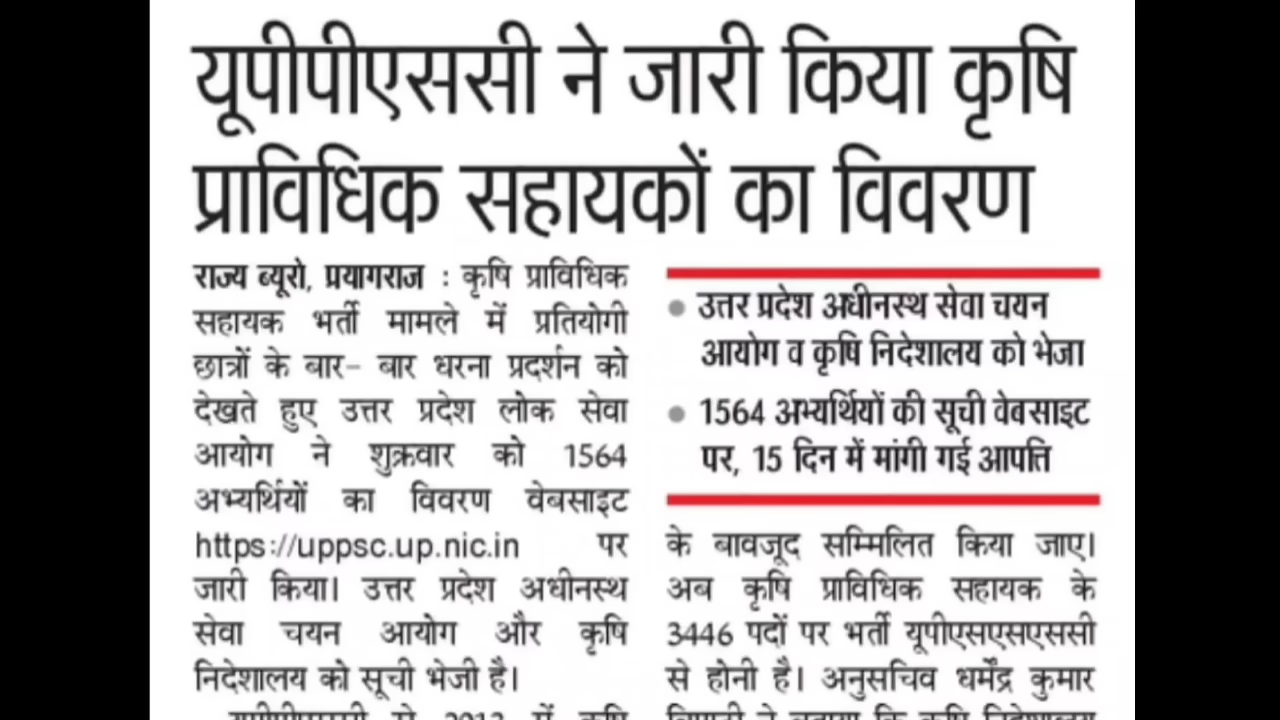 यूपीपीएससी ने जारी किया कृषि
प्राविधिक सहायकों का विवरण
राज्य ब्यूरो, प्रयागराज : कृषि प्राविधिक
सहायक भर्ती मामले में प्रतियोगी
छात्रों के बार- बार धरना प्रदर्शन को
देखते हुए उत्तर प्रदेश लोक सेवा
आयोग ने शुक्रवार को 1564
अभ्यर्थियों का विवरण वेबसाइट
https://uppsc.up.nic.in पर
जारी किया। उत्तर प्रदेश अधीनस्थ
सेवा चयन आयोग और कृषि
निदेशालय को सूची भेजी है।
उत्तर प्रदेश अधीनस्थ सेवा चयन
आयोग व कृषि निदेशालय को भेजा
1564 अभ्यर्थियों की सूची वेबसाइट
पर, 15 दिन में मांगी गई आपत्ति
के बावजूद सम्मिलित किया जाए।
अब कृषि प्राविधिक सहायक के
3446 पदों पर भर्ती यूपीएसएसएससी
से होनी है। अनुसचिव धर्मेंद्र कुमार